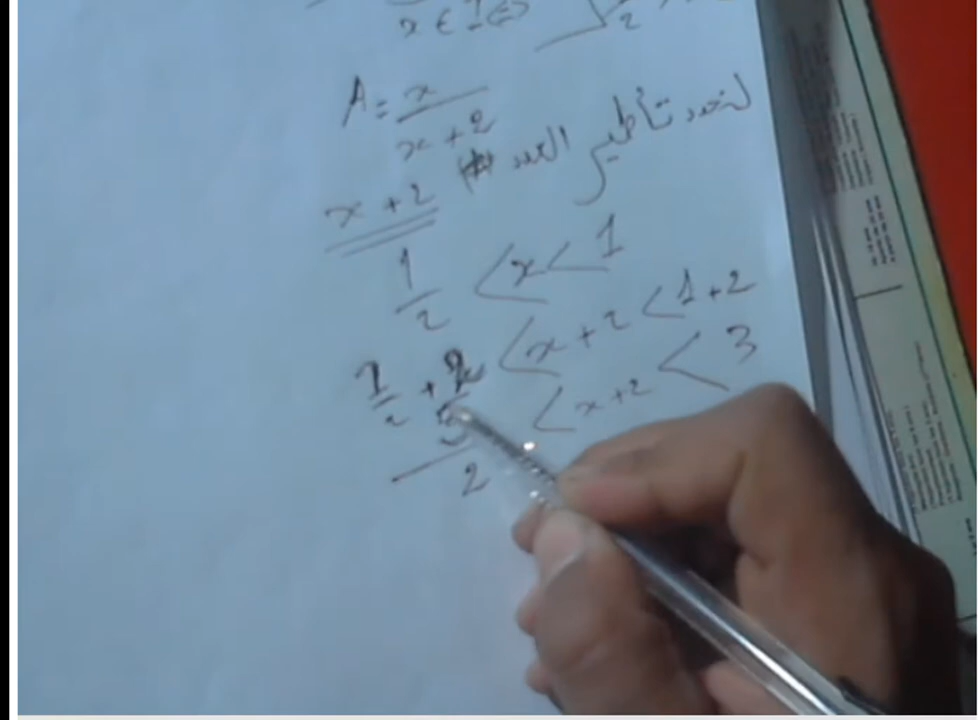 x ∈ I ⇔
A = x/(x+2)
لنحدد تأطير العدد
x + 2
1/2 < x < 1
1/2 + 2 < x + 2 < 1 + 2
5/2 < x + 2 < 3